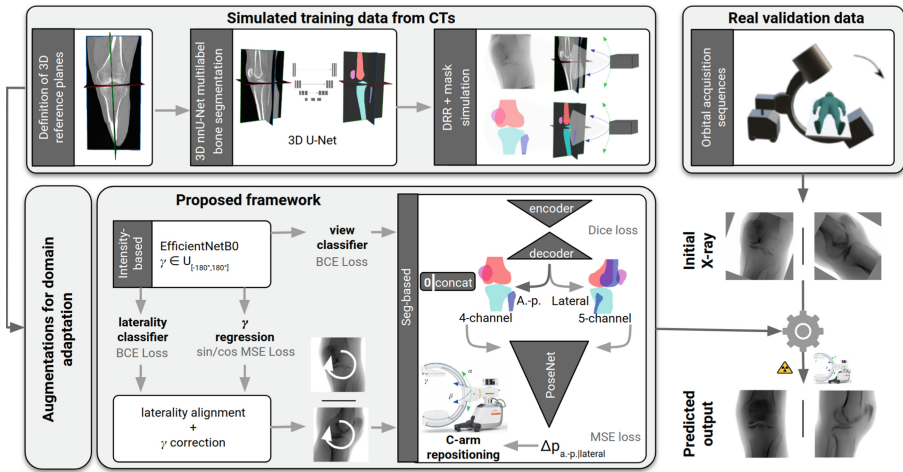 Simulated training data from CTs
Definition of 3D
reference planes
3D nnU-Net multilabel
bone segmentation
3D U-Net
DRR + mask
simulation
Real validation data
Orbital acquisition
sequences
Augmentations for domain
adaptation
Proposed framework
Intensity-
based
EfficientNetB0
γ ∈ U[-180°,180°]
view
classifier
BCE Loss
laterality
classifier
BCE Loss
γ
regression
sin/cos MSE Loss
laterality alignment
+
γ correction
Seg-based
encoder
decoder
Dice loss
0 concat
A.-p.
Lateral
4-channel
5-channel
PoseNet
γ
α
β
C-arm
repositioning
Δp a.-p.|lateral
MSE loss
Initial
X-ray
Predicted
output